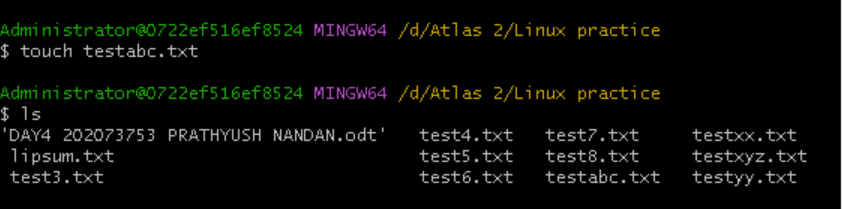 Administrator@0722ef516ef8524 MINGW64 /d/Atlas 2/Linux practice
$ touch testabc.txt
Administrator@0722ef516ef8524 MINGW64 /d/Atlas 2/Linux practice
$ ls
'DAY4 202073753 PRATHYUSH NANDAN.odt' test4.txt test7.txt testxx.txt
lipsum.txt test5.txt test8.txt testxyz.txt
test3.txt test6.txt testabc.txt testyy.txt